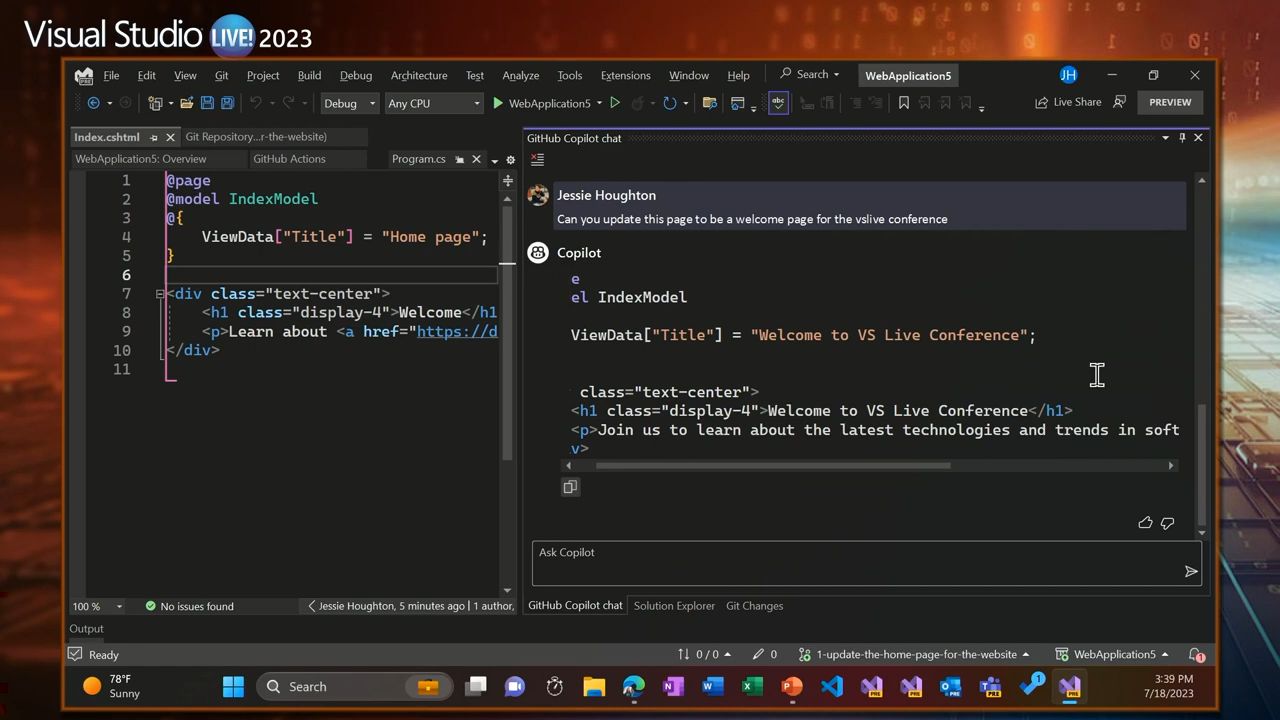 Visual Studio LIVE! 2023
File Edit View Git Project Build Debug Architecture Test Analyze Tools Extensions Window Help Search WebApplication5 JH
Debug Any CPU WebApplication5 abc Live Share PREVIEW
Index.cshtml Git Repository...r-the-website)
WebApplication5: Overview GitHub Actions Program.cs
1 @page
2 @model IndexModel
3 @{
4 ViewData["Title"] = "Home page";
5 }
6
7 <div class="text-center">
8 <h1 class="display-4">Welcome</h1
9 <p>Learn about <a href="https://d
10 </div>
11
100 % No issues found Jessie Houghton, 5 minutes ago | 1 author,
GitHub Copilot chat
Jessie Houghton
Can you update this page to be a welcome page for the vslive conference
Copilot
e
el IndexModel
ViewData["Title"] = "Welcome to VS Live Conference";
class="text-center">
<h1 class="display-4">Welcome to VS Live Conference</h1>
<p>Join us to learn about the latest technologies and trends in soft
v>
Ask Copilot
GitHub Copilot chat Solution Explorer Git Changes
Output
Ready 0 / 0 0 1-update-the-home-page-for-the-website WebApplication5 1
78°F
Sunny
Search
PRE PRE PRE PRE 1 PRE
3:39 PM
7/18/2023